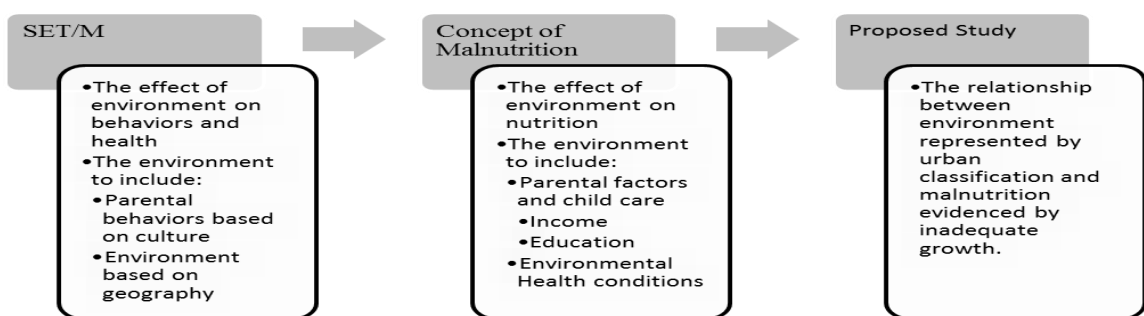 SET/M
•The effect of
environment on
behaviors and
health
•The environment
to include:
•Parental
behaviors based
on culture
•Environment
based on
geography
Concept of
Malnutrition
•The effect of
environment on
nutrition
•The environment
to include:
•Parental factors
and child care
•Income
•Education
•Environmental
Health conditions
Proposed Study
•The relationship
between
environment
represented by
urban
classification and
malnutrition
evidenced by
inadequate
growth.